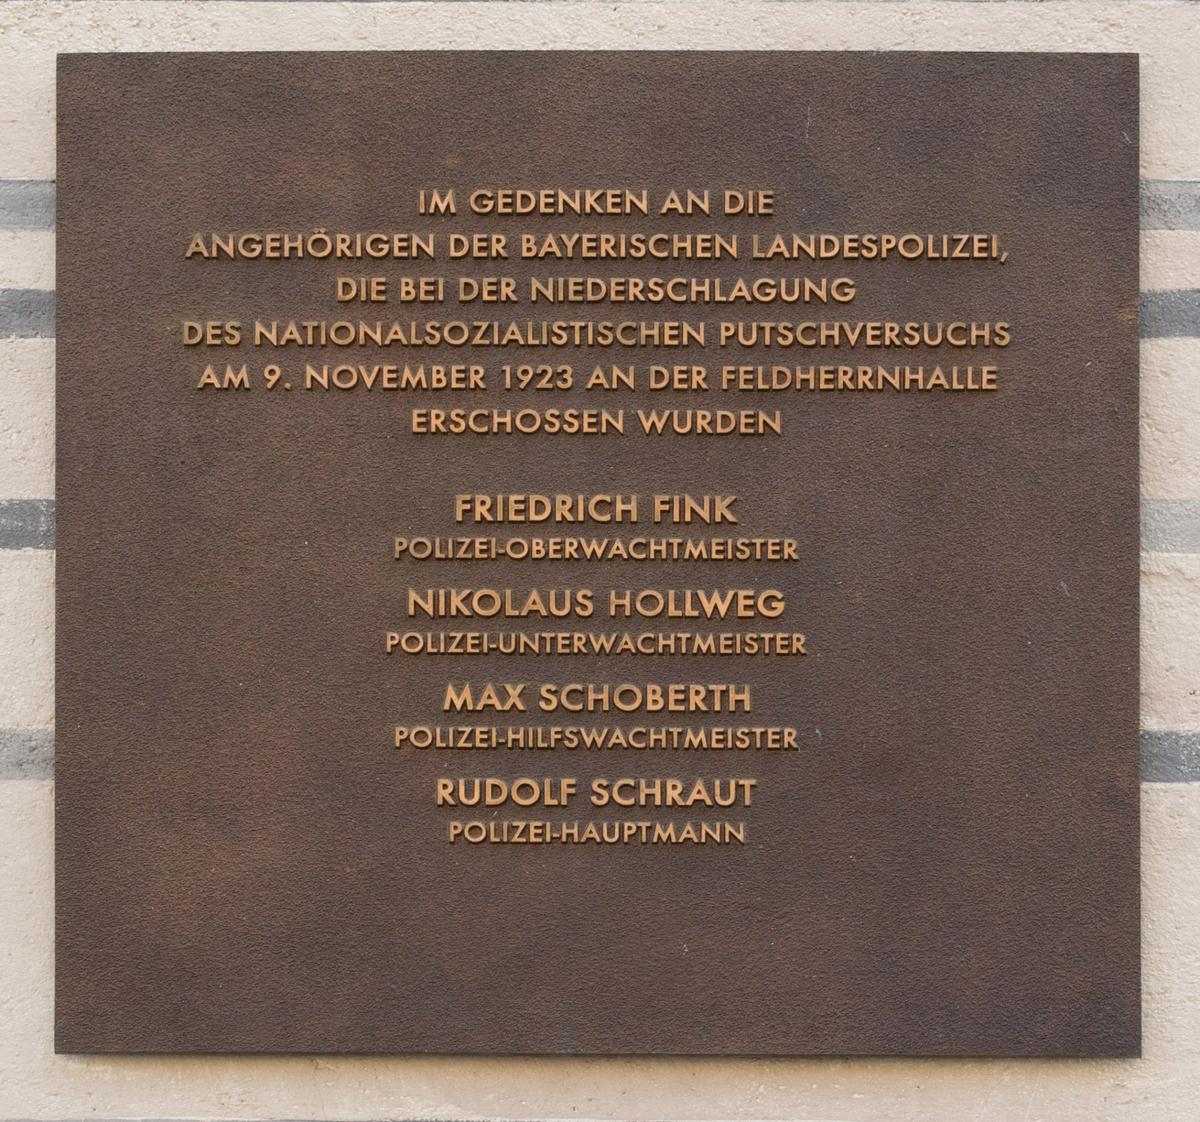 IM GEDENKEN AN DIE
ANGEHÖRIGEN DER BAYERISCHEN LANDESPOLIZEI,
DIE BEI DER NIEDERSCHLAGUNG
DES NATIONALSOZIALISTISCHEN PUTSCHVERSUCHS
AM 9. NOVEMBER 1923 AN DER FELDHERRNHALLE
ERSCHOSSEN WURDEN
FRIEDRICH FINK
POLIZEI-OBERWACHTMEISTER
NIKOLAUS HOLLWEG
POLIZEI-UNTERWACHTMEISTER
MAX SCHOBERTH
POLIZEI-HILFSWACHTMEISTER
RUDOLF SCHRAUT
POLIZEI-HAUPTMANN